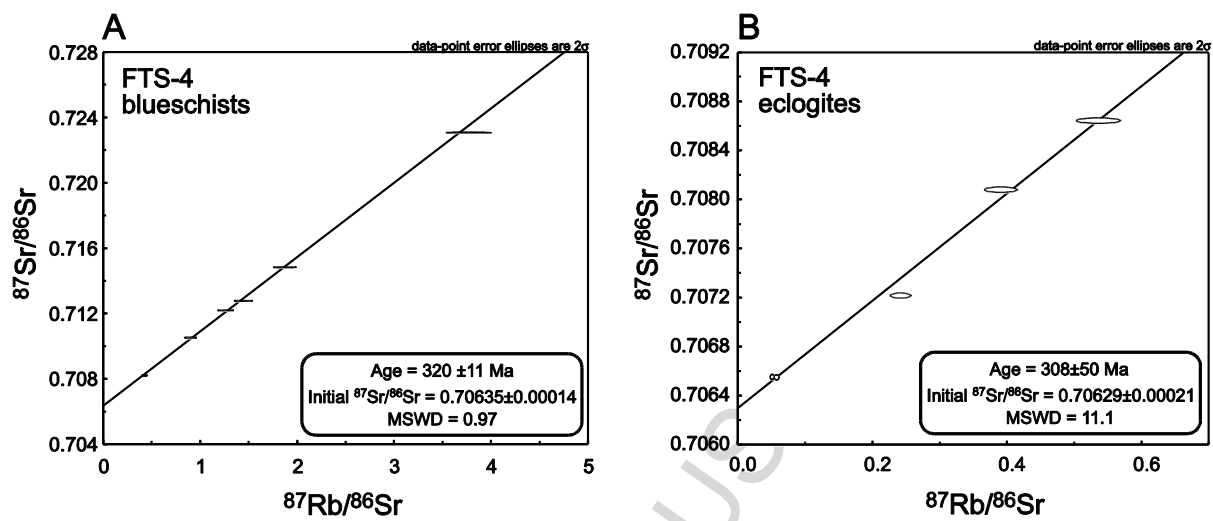 A
data-point error ellipses are 2σ
FTS-4
blueschists
0.728
0.724
0.720
0.716
0.712
0.708
0.704
⁸⁷Sr/⁸⁶Sr
Age = 320 ±11 Ma
Initial ⁸⁷Sr/⁸⁶Sr = 0.70635±0.00014
MSWD = 0.97
0 1 2 3 4 5
⁸⁷Rb/⁸⁶Sr
B
data-point error ellipses are 2σ
FTS-4
eclogites
0.7092
0.7088
0.7084
0.7080
0.7076
0.7072
0.7068
0.7064
0.7060
⁸⁷Sr/⁸⁶Sr
Age = 308±50 Ma
Initial ⁸⁷Sr/⁸⁶Sr = 0.70629±0.00021
MSWD = 11.1
0.0 0.2 0.4 0.6
⁸⁷Rb/⁸⁶Sr
US